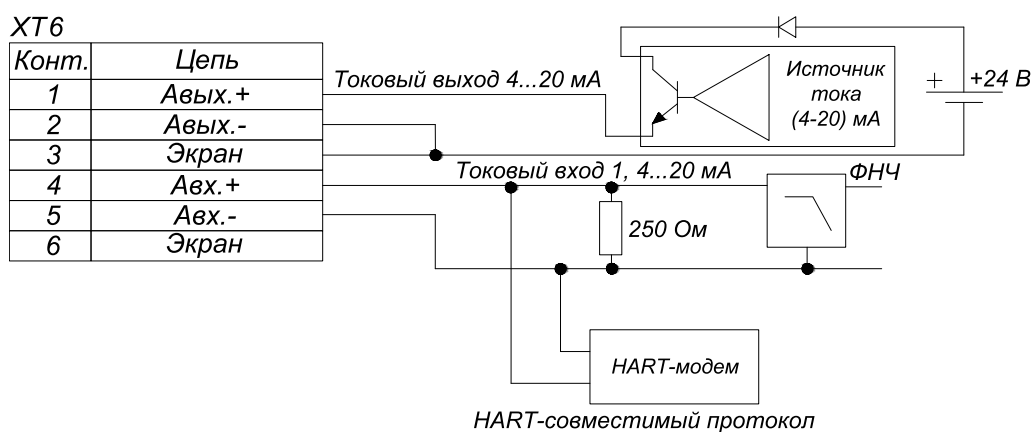 XT6
Конт. Цепь
1 Авых.+
2 Авых.-
3 Экран
4 Авх.+
5 Авх.-
6 Экран
Токовый выход 4...20 мА
Источник
тока
(4-20) мА
+
+24 В
Токовый вход 1, 4...20 мА
ФНЧ
250 Ом
HART-модем
HART-совместимый протокол